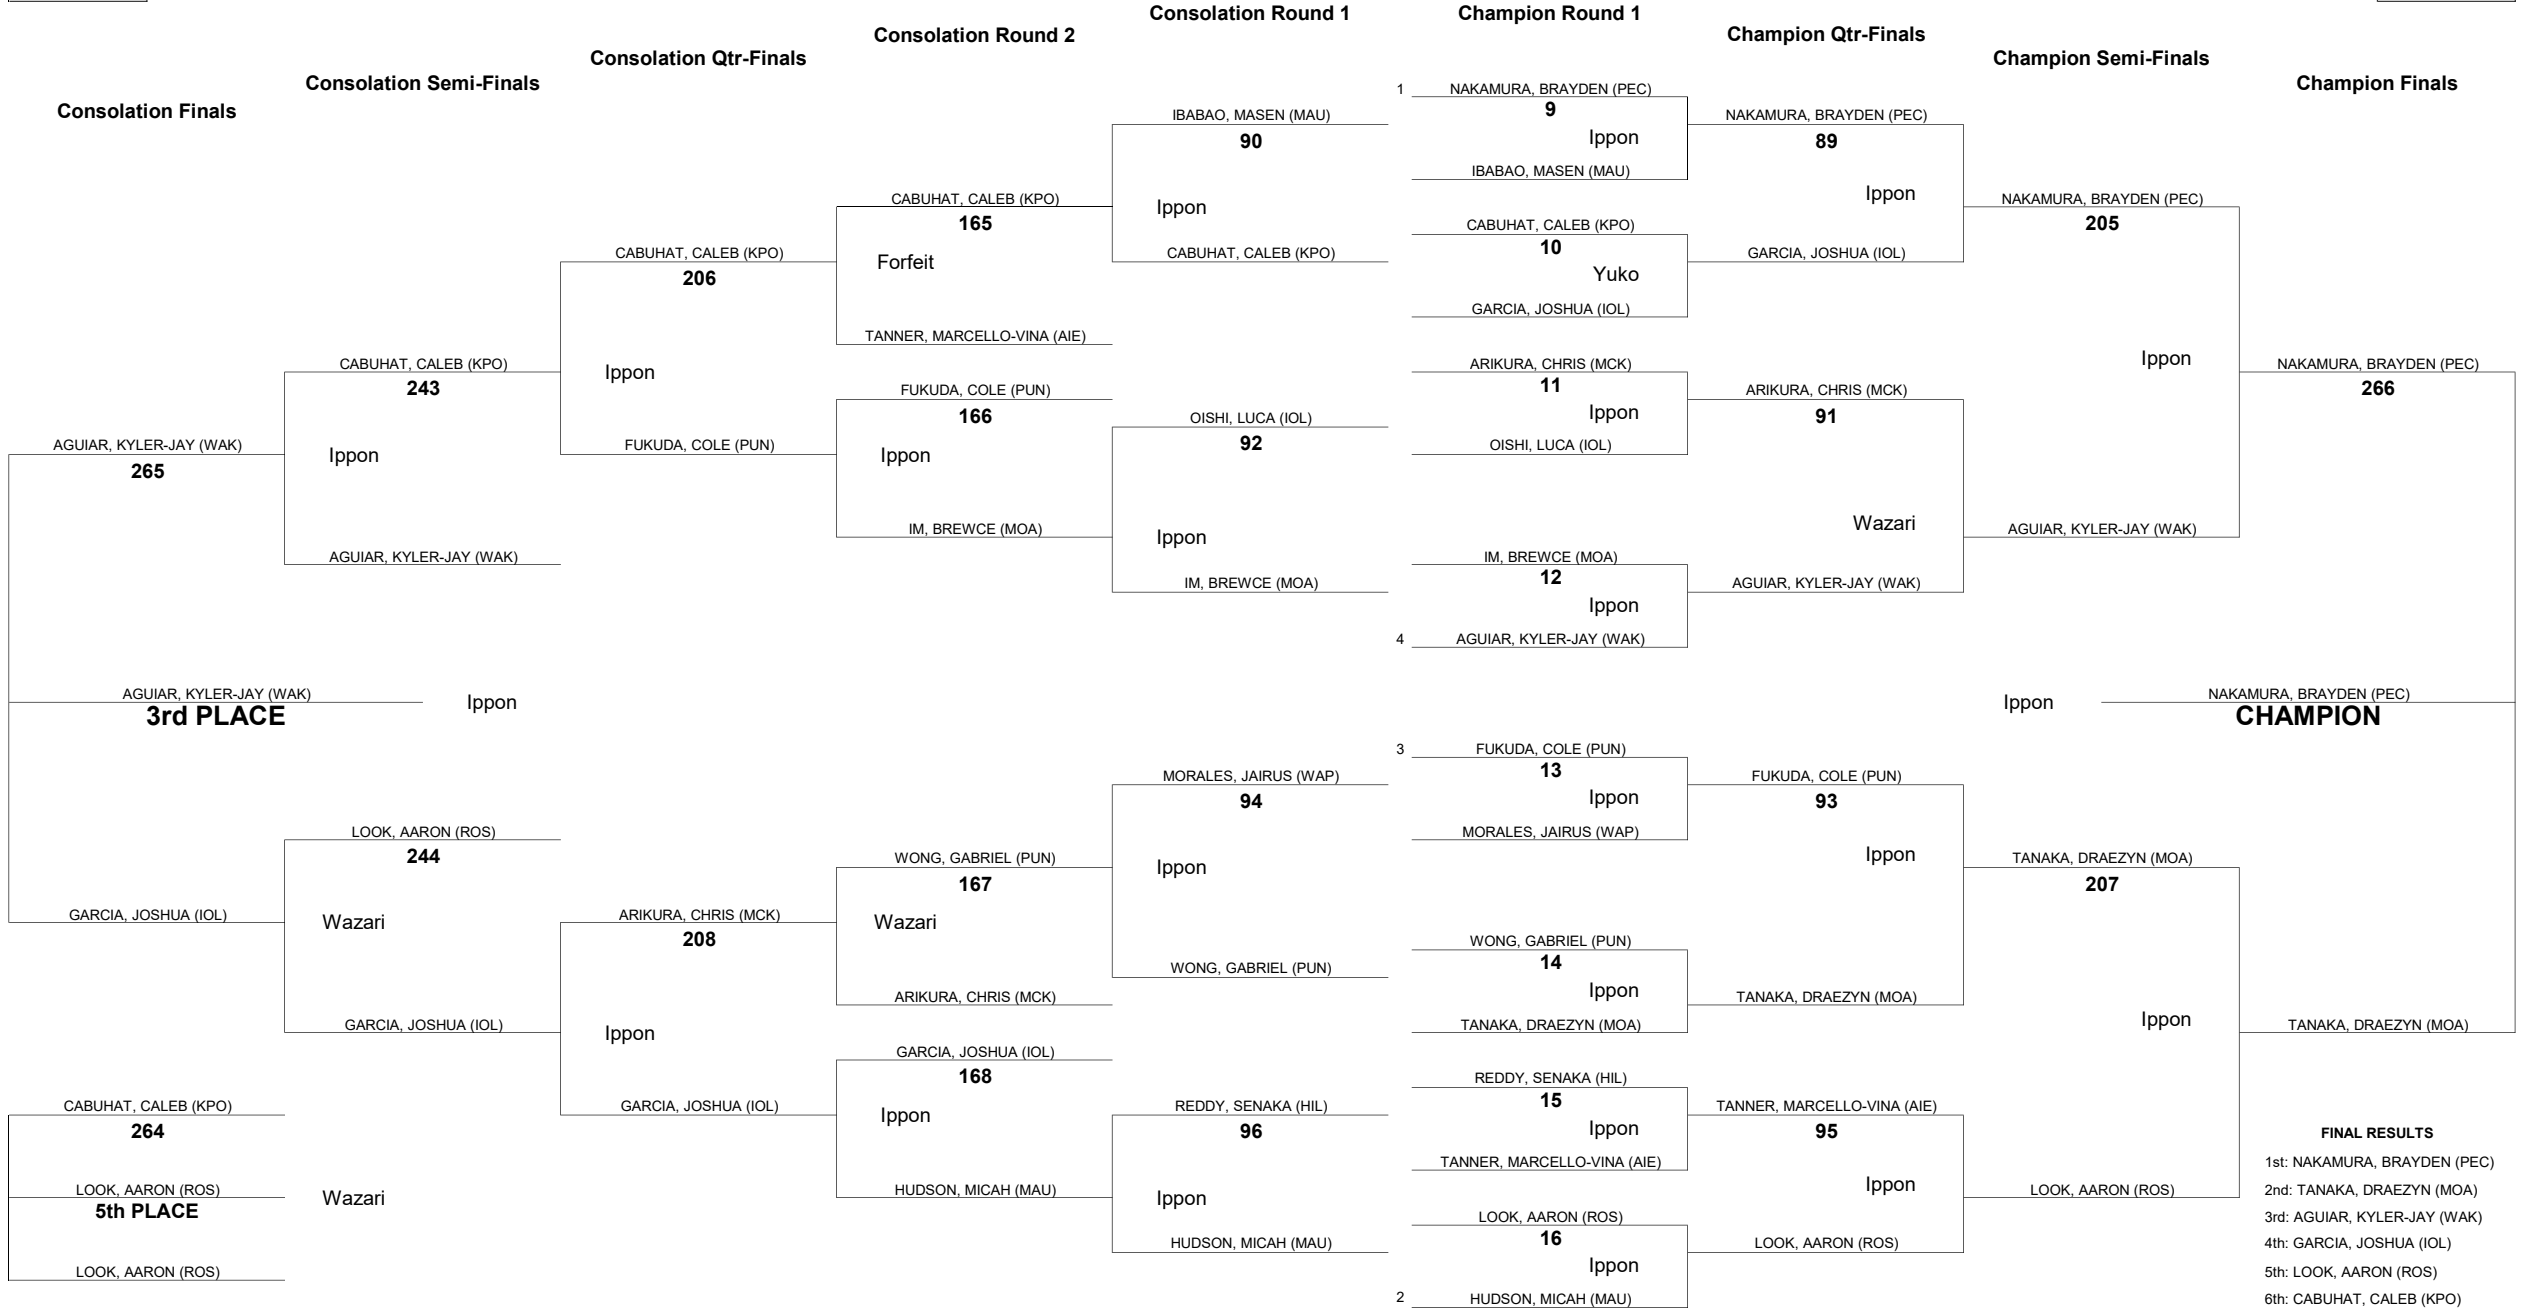 Consolation Finals
AGUIAR, KYLER-JAY (WAK)
265
AGUIAR, KYLER-JAY (WAK)
3rd PLACE
Ippon
GARCIA, JOSHUA (IOL)
CABUHAT, CALEB (KPO)
264
LOOK, AARON (ROS)
5th PLACE
Wazari
LOOK, AARON (ROS)
Consolation Semi-Finals
CABUHAT, CALEB (KPO)
243
Ippon
AGUIAR, KYLER-JAY (WAK)
LOOK, AARON (ROS)
244
Wazari
GARCIA, JOSHUA (IOL)
Consolation Qtr-Finals
CABUHAT, CALEB (KPO)
206
Ippon
FUKUDA, COLE (PUN)
ARIKURA, CHRIS (MCK)
208
Ippon
GARCIA, JOSHUA (IOL)
Consolation Round 2
CABUHAT, CALEB (KPO)
165
Forfeit
TANNER, MARCELLO-VINA (AIE)
FUKUDA, COLE (PUN)
166
Ippon
IM, BREWCE (MOA)
WONG, GABRIEL (PUN)
167
Wazari
ARIKURA, CHRIS (MCK)
GARCIA, JOSHUA (IOL)
168
Ippon
HUDSON, MICAH (MAU)
Consolation Round 1
IBABAO, MASEN (MAU)
90
Ippon
CABUHAT, CALEB (KPO)
OISHI, LUCA (IOL)
92
Ippon
IM, BREWCE (MOA)
MORALES, JAIRUS (WAP)
94
Ippon
WONG, GABRIEL (PUN)
REDDY, SENAKA (HIL)
96
Ippon
HUDSON, MICAH (MAU)
Champion Round 1
1 NAKAMURA, BRAYDEN (PEC)
9
Ippon
IBABAO, MASEN (MAU)
CABUHAT, CALEB (KPO)
10
Yuko
GARCIA, JOSHUA (IOL)
ARIKURA, CHRIS (MCK)
11
Ippon
OISHI, LUCA (IOL)
IM, BREWCE (MOA)
12
Ippon
4 AGUIAR, KYLER-JAY (WAK)
3 FUKUDA, COLE (PUN)
13
Ippon
MORALES, JAIRUS (WAP)
WONG, GABRIEL (PUN)
14
Ippon
TANAKA, DRAEZYN (MOA)
REDDY, SENAKA (HIL)
15
Ippon
TANNER, MARCELLO-VINA (AIE)
LOOK, AARON (ROS)
16
Ippon
2 HUDSON, MICAH (MAU)
Champion Qtr-Finals
NAKAMURA, BRAYDEN (PEC)
89
Ippon
GARCIA, JOSHUA (IOL)
ARIKURA, CHRIS (MCK)
91
Wazari
AGUIAR, KYLER-JAY (WAK)
FUKUDA, COLE (PUN)
93
Ippon
TANAKA, DRAEZYN (MOA)
TANNER, MARCELLO-VINA (AIE)
95
Ippon
LOOK, AARON (ROS)
Champion Semi-Finals
NAKAMURA, BRAYDEN (PEC)
205
Ippon
AGUIAR, KYLER-JAY (WAK)
TANAKA, DRAEZYN (MOA)
207
Ippon
LOOK, AARON (ROS)
Champion Finals
NAKAMURA, BRAYDEN (PEC)
266
Ippon
NAKAMURA, BRAYDEN (PEC)
CHAMPION
TANAKA, DRAEZYN (MOA)
FINAL RESULTS
1st: NAKAMURA, BRAYDEN (PEC)
2nd: TANAKA, DRAEZYN (MOA)
3rd: AGUIAR, KYLER-JAY (WAK)
4th: GARCIA, JOSHUA (IOL)
5th: LOOK, AARON (ROS)
6th: CABUHAT, CALEB (KPO)